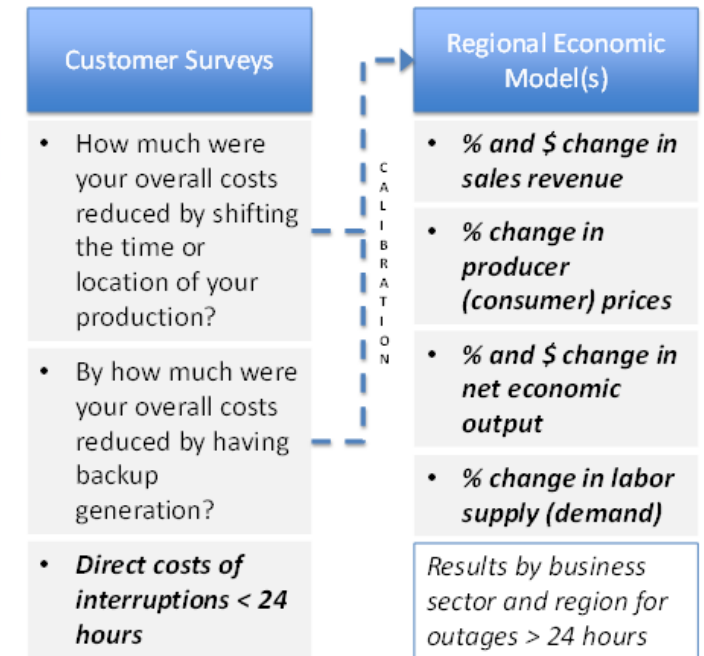 Customer Surveys
• How much were
your overall costs
reduced by shifting
the time or
location of your
production?
• By how much were
your overall costs
reduced by having
backup
generation?
• Direct costs of
interruptions < 24
hours
CALIBRATION
Regional Economic
Model(s)
• % and $ change in
sales revenue
• % change in
producer
(consumer) prices
• % and $ change in
net economic
output
• % change in labor
supply (demand)
Results by business
sector and region for
outages > 24 hours